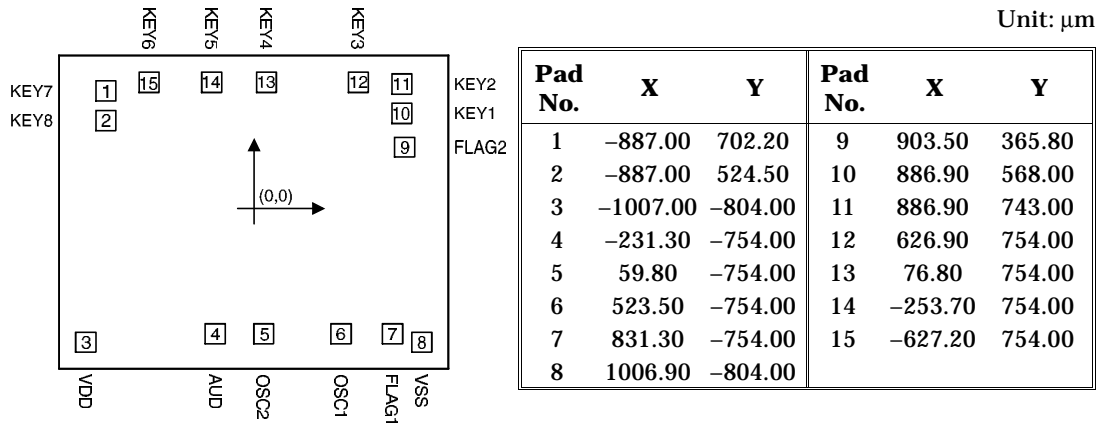 KEY6 KEY5 KEY4 KEY3
15 14 13 12 11
KEY7 1 KEY2
KEY8 2 10 KEY1
9 FLAG2
(0,0)
3 4 5 6 7 8
VDD AUD OSC2 OSC1 FLAG1 VSS
Unit: μm
Pad No. X Y Pad No. X Y
1 −887.00 702.20 9 903.50 365.80
2 −887.00 524.50 10 886.90 568.00
3 −1007.00 −804.00 11 886.90 743.00
4 −231.30 −754.00 12 626.90 754.00
5 59.80 −754.00 13 76.80 754.00
6 523.50 −754.00 14 −253.70 754.00
7 831.30 −754.00 15 −627.20 754.00
8 1006.90 −804.00